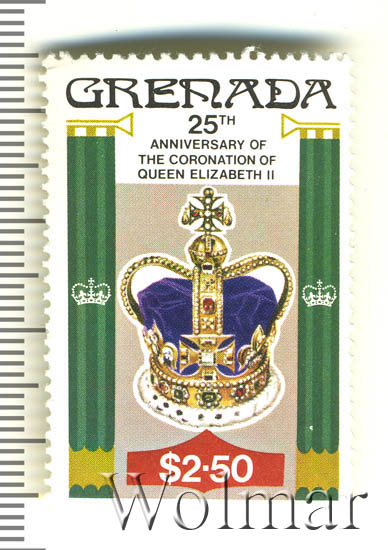 GRENADA
25TH
ANNIVERSARY OF
THE CORONATION OF
QUEEN ELIZABETH II
$2·50
Wolmar